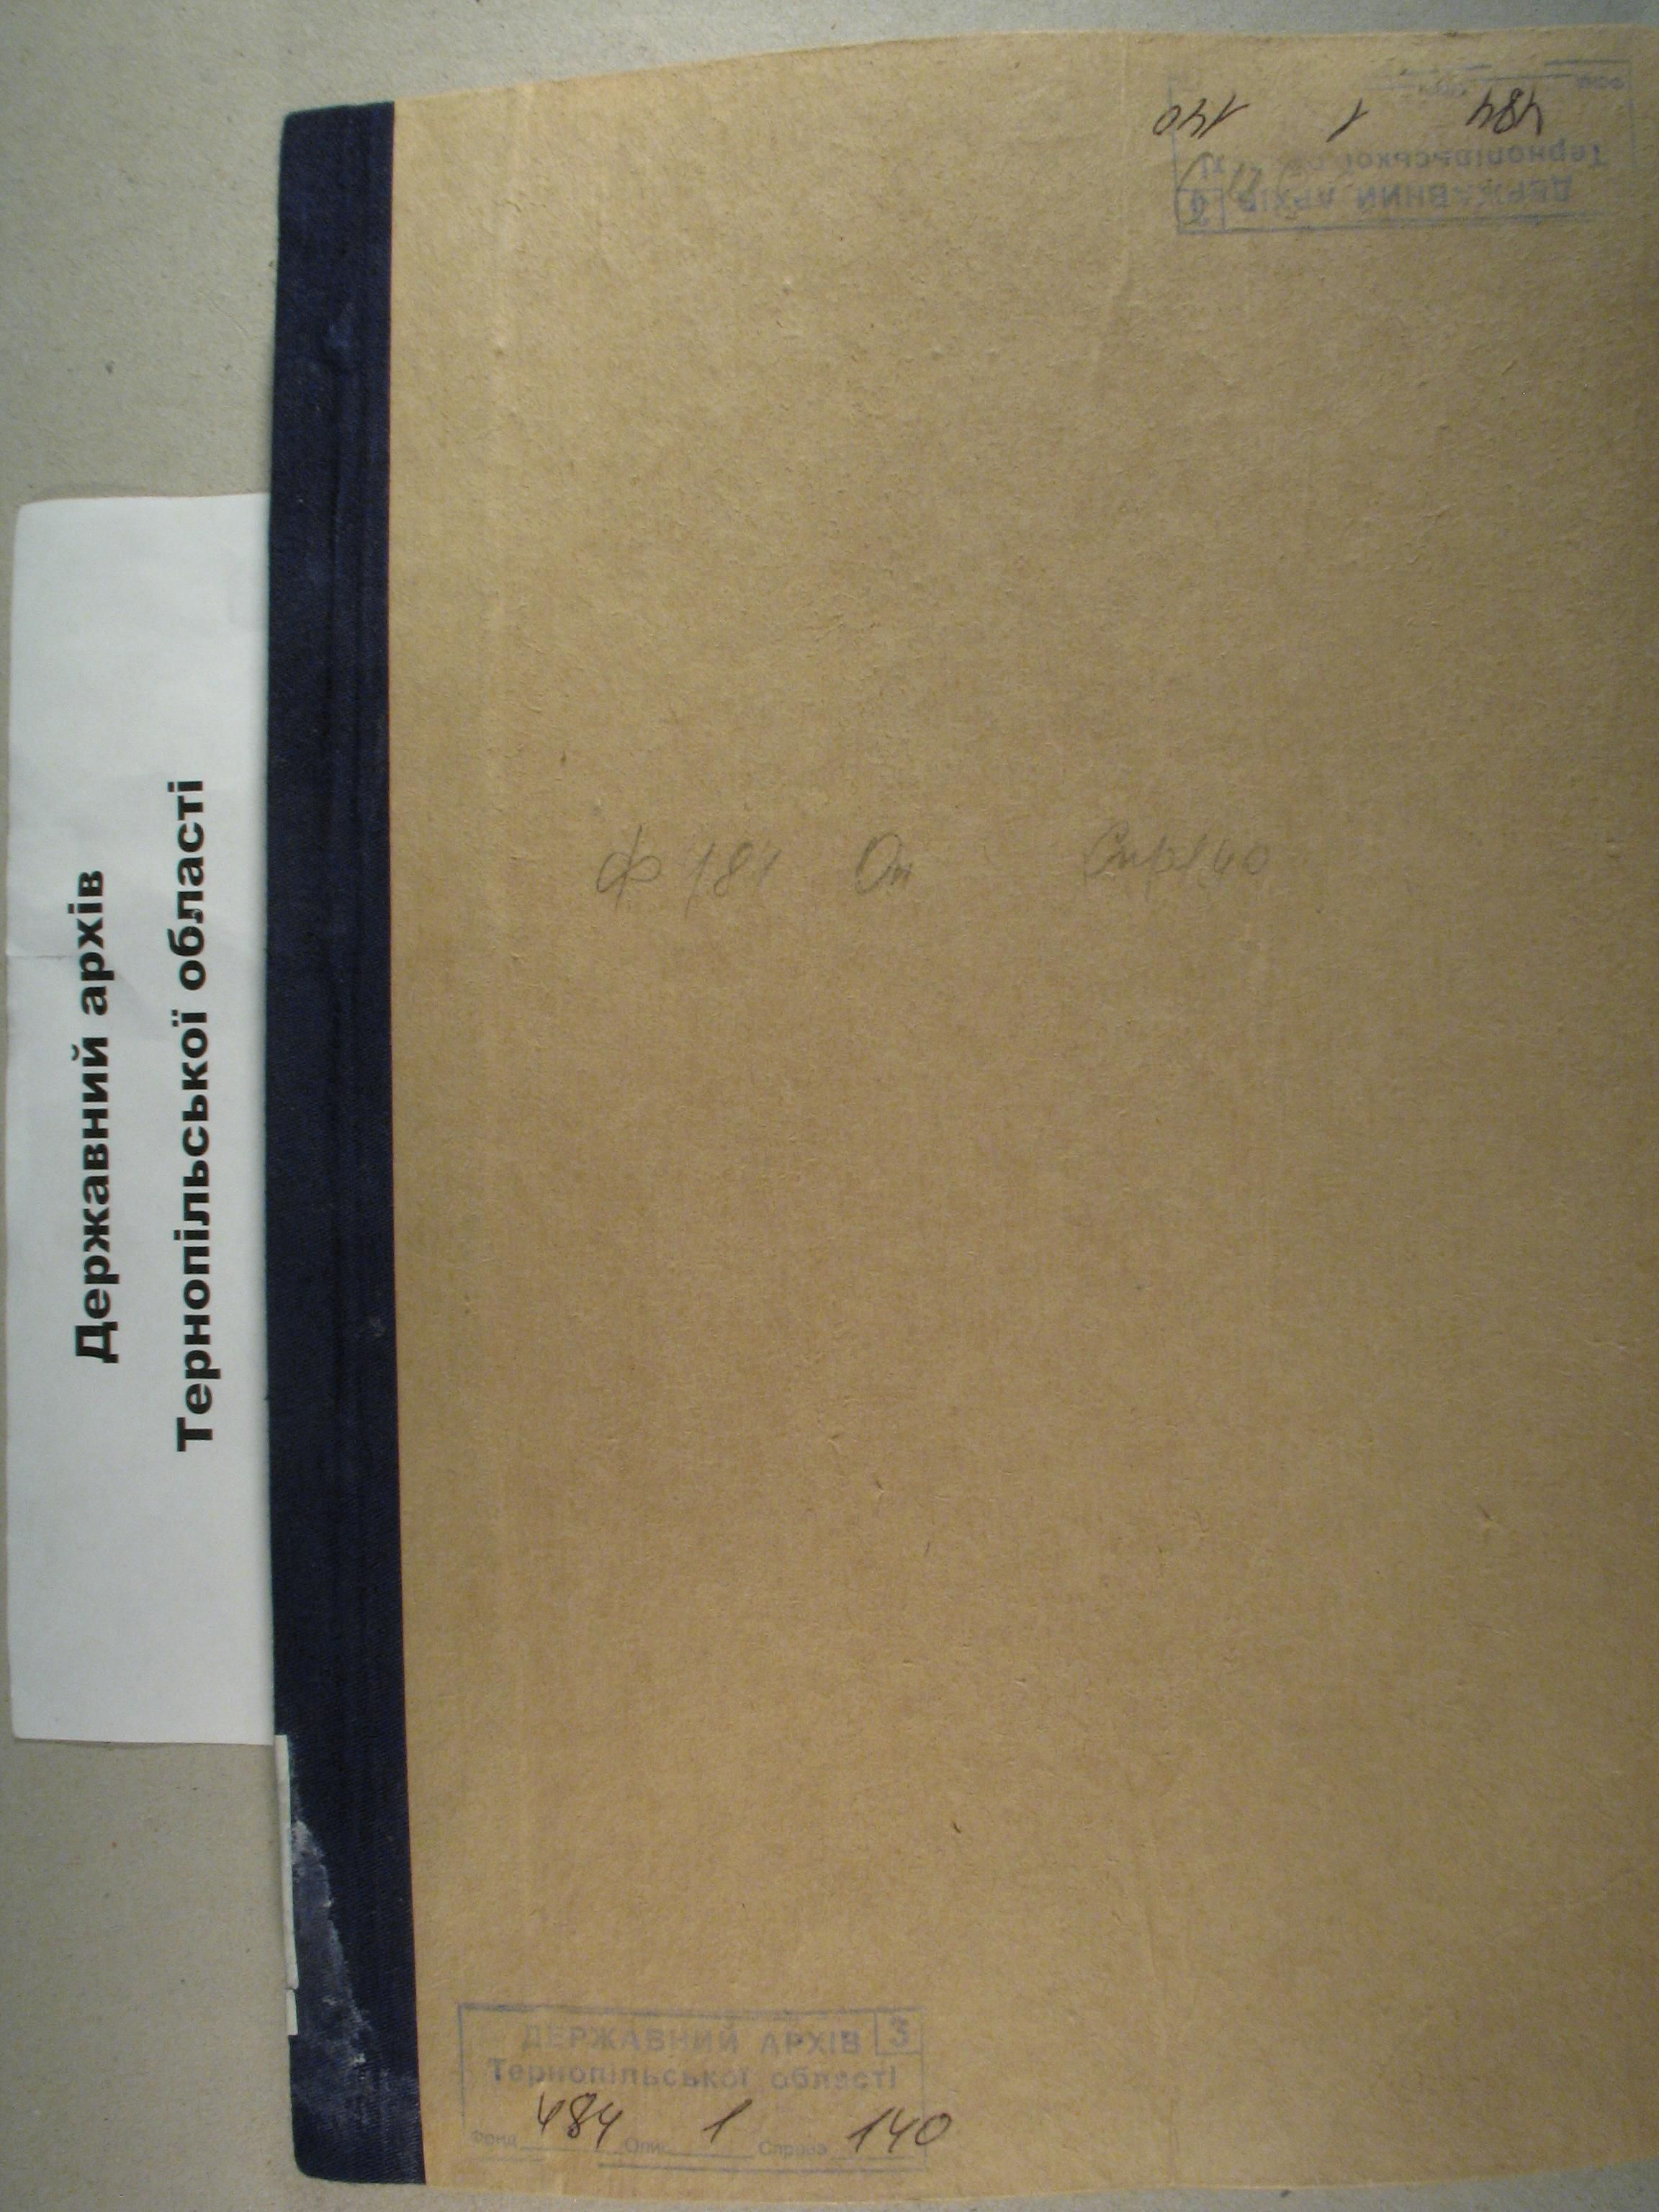 Державний архів
Тернопільської області
484 1 140
Тернопільської
ДЕРЖАВНИЙ АРХІВ
ф 181 Оп Спр 140
ДЕРЖАВНИЙ АРХІВ 3
Тернопільської області
Фонд 484 Опис 1 Справа 140